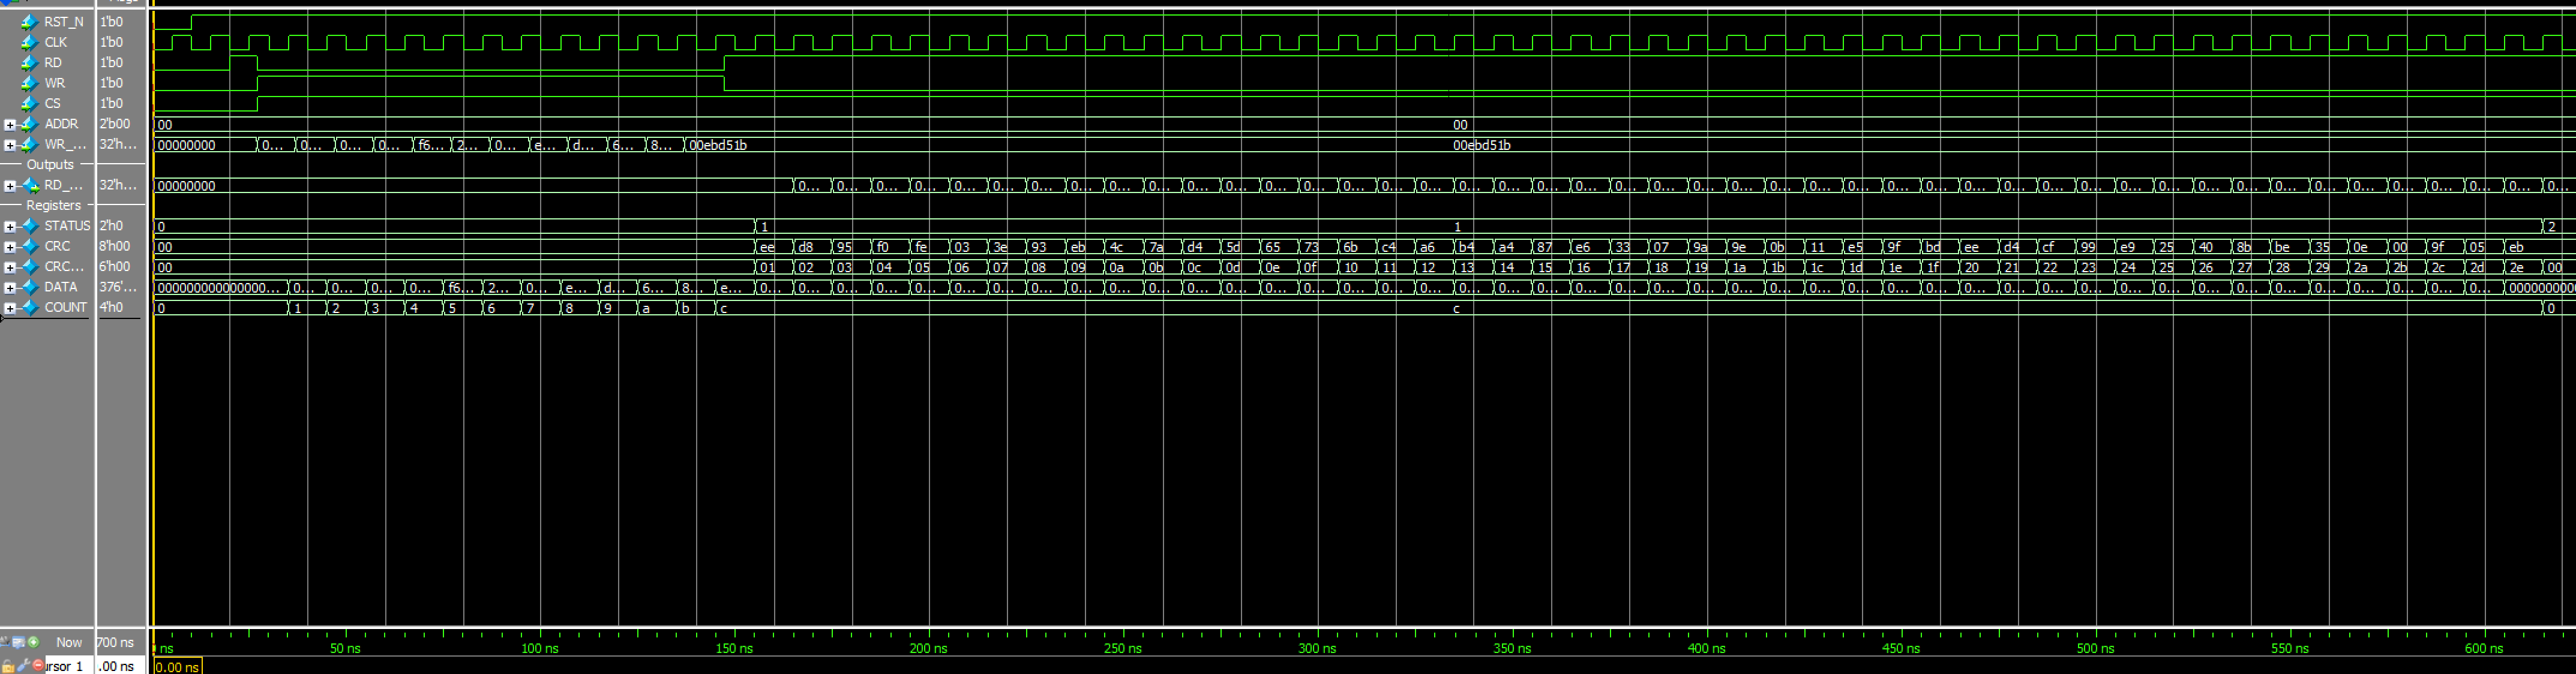 RST_N 1'b0
CLK 1'b0
RD 1'b0
WR 1'b0
CS 1'b0
ADDR 2'b00 00 00
WR_... 32'h... 00000000 0... 0... 0... 0... f6... 2... 0... e... d... 6... 8... 00ebd51b 00ebd51b
Outputs
RD_... 32'h... 00000000 0... 0... 0... 0... 0... 0... 0... 0... 0... 0... 0... 0... 0... 0... 0... 0... 0... 0... 0... 0... 0... 0... 0... 0... 0... 0... 0... 0... 0... 0... 0... 0... 0... 0... 0... 0... 0... 0... 0... 0... 0... 0... 0... 0... 0... 0...
Registers
STATUS 2'h0 0 1 1 2
CRC 8'h00 00 ee d8 95 f0 fe 03 3e 93 eb 4c 7a d4 5d 65 73 6b c4 a6 b4 a4 87 e6 33 07 9a 9e 0b 11 e5 9f bd ee d4 cf 99 e9 25 40 8b be 35 0e 00 9f 05 eb
CRC... 6'h00 00 01 02 03 04 05 06 07 08 09 0a 0b 0c 0d 0e 0f 10 11 12 13 14 15 16 17 18 19 1a 1b 1c 1d 1e 1f 20 21 22 23 24 25 26 27 28 29 2a 2b 2c 2d 2e 00
DATA 376'... 000000000000000... 0... 0... 0... 0... f6... 2... 0... e... d... 6... 8... e... 0... 0... 0... 0... 0... 0... 0... 0... 0... 0... 0... 0... 0... 0... 0... 0... 0... 0... 0... 0... 0... 0... 0... 0... 0... 0... 0... 0... 0... 0... 0... 0... 0... 0... 0... 0... 0... 0... 0... 0... 0... 0... 0... 0... 0... 0000000000
COUNT 4'h0 0 1 2 3 4 5 6 7 8 9 a b c c 0
Now 700 ns ns 50 ns 100 ns 150 ns 200 ns 250 ns 300 ns 350 ns 400 ns 450 ns 500 ns 550 ns 600 ns
ursor 1 .00 ns 0.00 ns